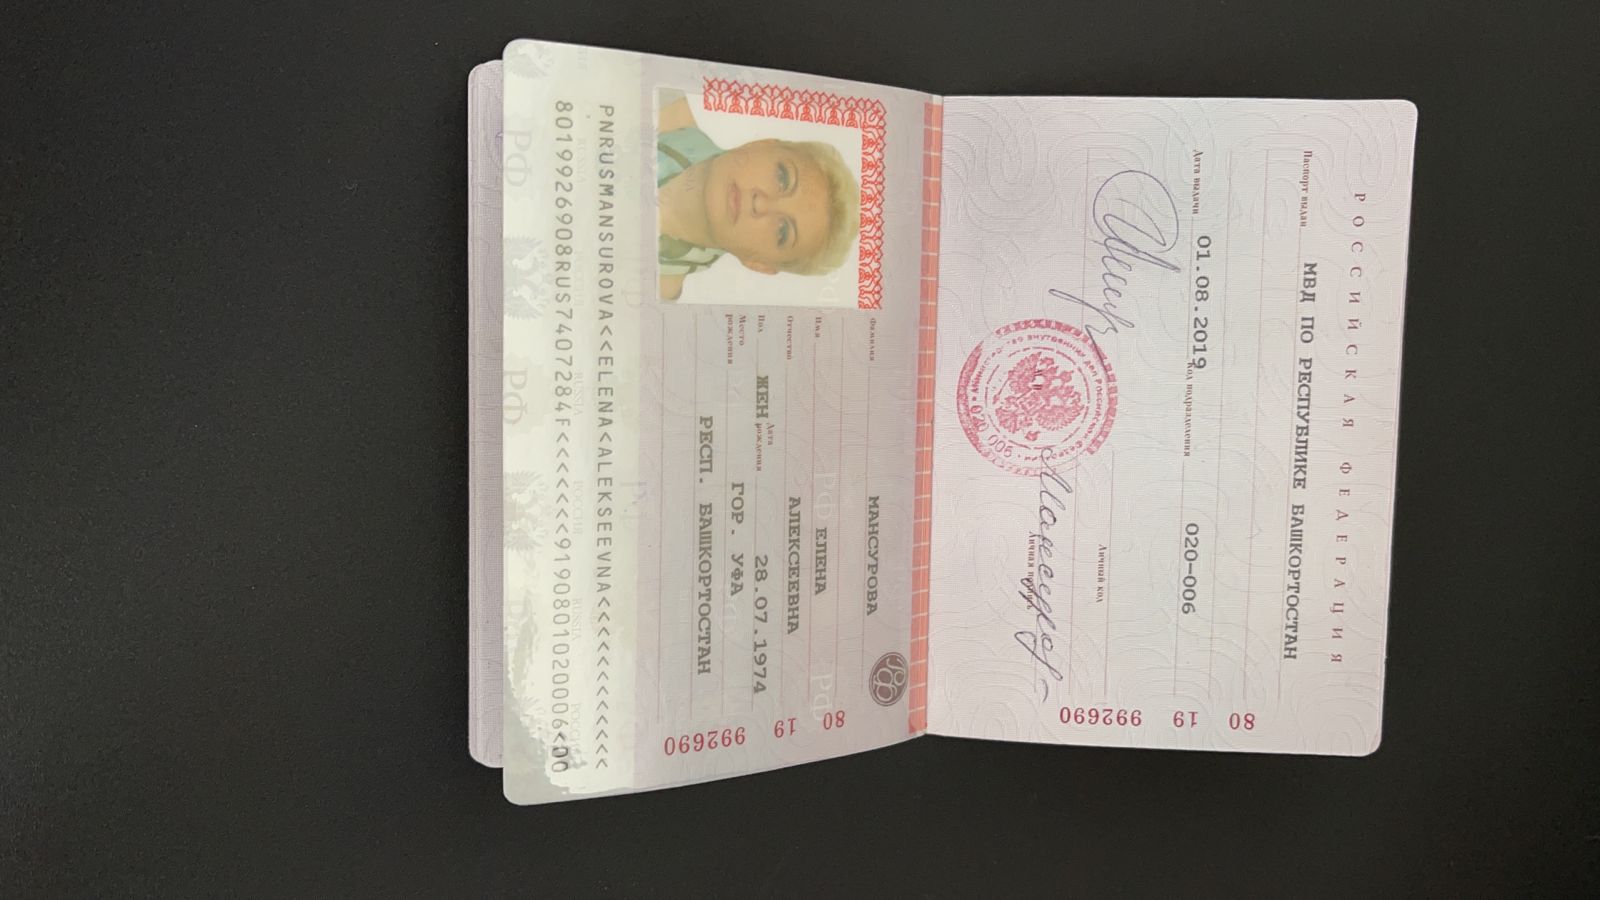 РОССИЙСКАЯ ФЕДЕРАЦИЯ
Паспорт выдан МВД ПО РЕСПУБЛИКЕ БАШКОРТОСТАН
Дата выдачи 01.08.2019 Код подразделения 020-006
Личный код
Личная подпись
80 19 992690
Фамилия МАНСУРОВА
Имя ЕЛЕНА
Отчество АЛЕКСЕЕВНА
Пол ЖЕН Дата рождения 28.07.1974
Место рождения ГОР. УФА
РЕСП. БАШКОРТОСТАН
80 19 992690
PNRUSMANSUROVA<<ELENA<ALEKSEEVNA<<<<<<<<<<<<
8019926908RUS7407284F<<<<<<<9190801020006<00